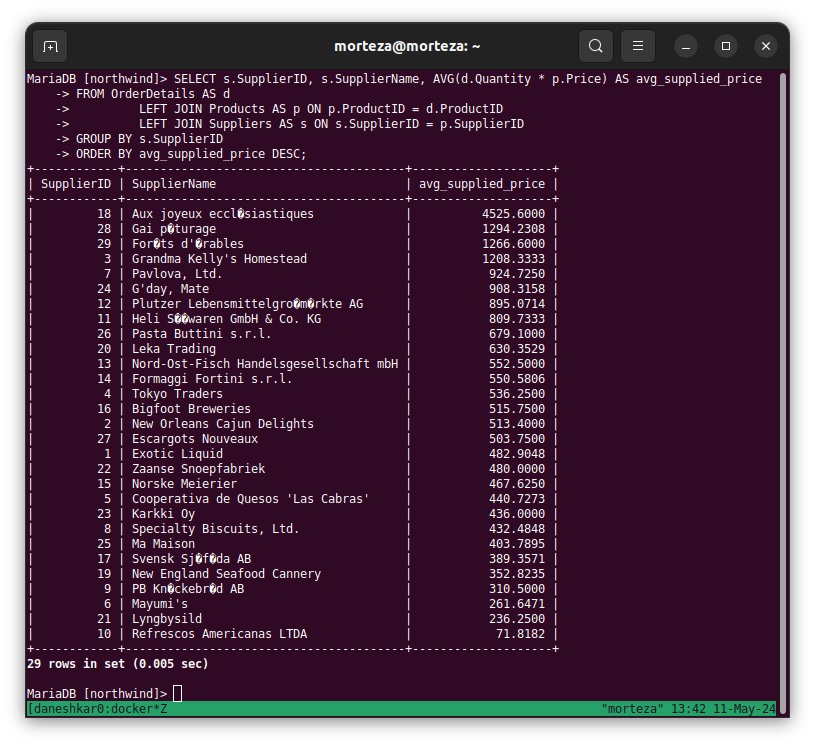 morteza@morteza: ~
MariaDB [northwind]> SELECT s.SupplierID, s.SupplierName, AVG(d.Quantity * p.Price) AS avg_supplied_price
    -> FROM OrderDetails AS d
    ->          LEFT JOIN Products AS p ON p.ProductID = d.ProductID
    ->          LEFT JOIN Suppliers AS s ON s.SupplierID = p.SupplierID
    -> GROUP BY s.SupplierID
    -> ORDER BY avg_supplied_price DESC;
+------------+----------------------------------------+--------------------+
| SupplierID | SupplierName                           | avg_supplied_price |
+------------+----------------------------------------+--------------------+
|         18 | Aux joyeux eccl�siastiques             |          4525.6000 |
|         28 | Gai p�turage                           |          1294.2308 |
|         29 | For�ts d'�rables                       |          1266.6000 |
|          3 | Grandma Kelly's Homestead              |          1208.3333 |
|          7 | Pavlova, Ltd.                          |           924.7250 |
|         24 | G'day, Mate                            |           908.3158 |
|         12 | Plutzer Lebensmittelgro�m�rkte AG      |           895.0714 |
|         11 | Heli S��waren GmbH & Co. KG            |           809.7333 |
|         26 | Pasta Buttini s.r.l.                   |           679.1000 |
|         20 | Leka Trading                           |           630.3529 |
|         13 | Nord-Ost-Fisch Handelsgesellschaft mbH |           552.5000 |
|         14 | Formaggi Fortini s.r.l.                |           550.5806 |
|          4 | Tokyo Traders                          |           536.2500 |
|         16 | Bigfoot Breweries                      |           515.7500 |
|          2 | New Orleans Cajun Delights             |           513.4000 |
|         27 | Escargots Nouveaux                     |           503.7500 |
|          1 | Exotic Liquid                          |           482.9048 |
|         22 | Zaanse Snoepfabriek                    |           480.0000 |
|         15 | Norske Meierier                        |           467.6250 |
|          5 | Cooperativa de Quesos 'Las Cabras'     |           440.7273 |
|         23 | Karkki Oy                              |           436.0000 |
|          8 | Specialty Biscuits, Ltd.               |           432.4848 |
|         25 | Ma Maison                              |           403.7895 |
|         17 | Svensk Sj�f�da AB                      |           389.3571 |
|         19 | New England Seafood Cannery            |           352.8235 |
|          9 | PB Kn�ckebr�d AB                       |           310.5000 |
|          6 | Mayumi's                               |           261.6471 |
|         21 | Lyngbysild                             |           236.2500 |
|         10 | Refrescos Americanas LTDA              |            71.8182 |
+------------+----------------------------------------+--------------------+
29 rows in set (0.005 sec)
MariaDB [northwind]>
[daneshkar0:docker*Z "morteza" 13:42 11-May-24